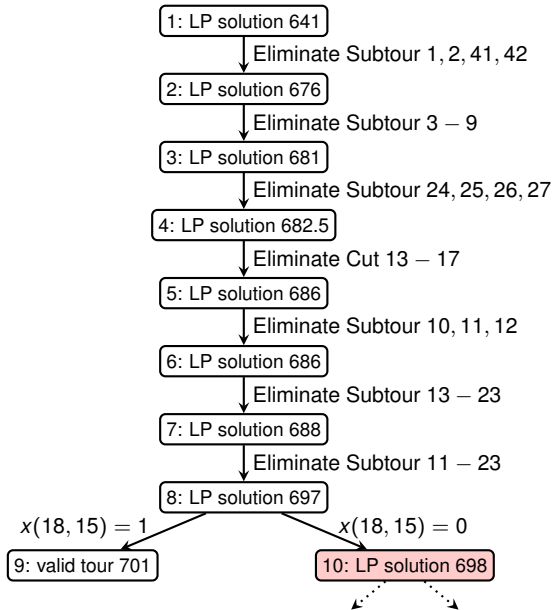 1: LP solution 641
Eliminate Subtour 1, 2, 41, 42
2: LP solution 676
Eliminate Subtour 3 − 9
3: LP solution 681
Eliminate Subtour 24, 25, 26, 27
4: LP solution 682.5
Eliminate Cut 13 − 17
5: LP solution 686
Eliminate Subtour 10, 11, 12
6: LP solution 686
Eliminate Subtour 13 − 23
7: LP solution 688
Eliminate Subtour 11 − 23
8: LP solution 697
x(18, 15) = 1
x(18, 15) = 0
9: valid tour 701
10: LP solution 698